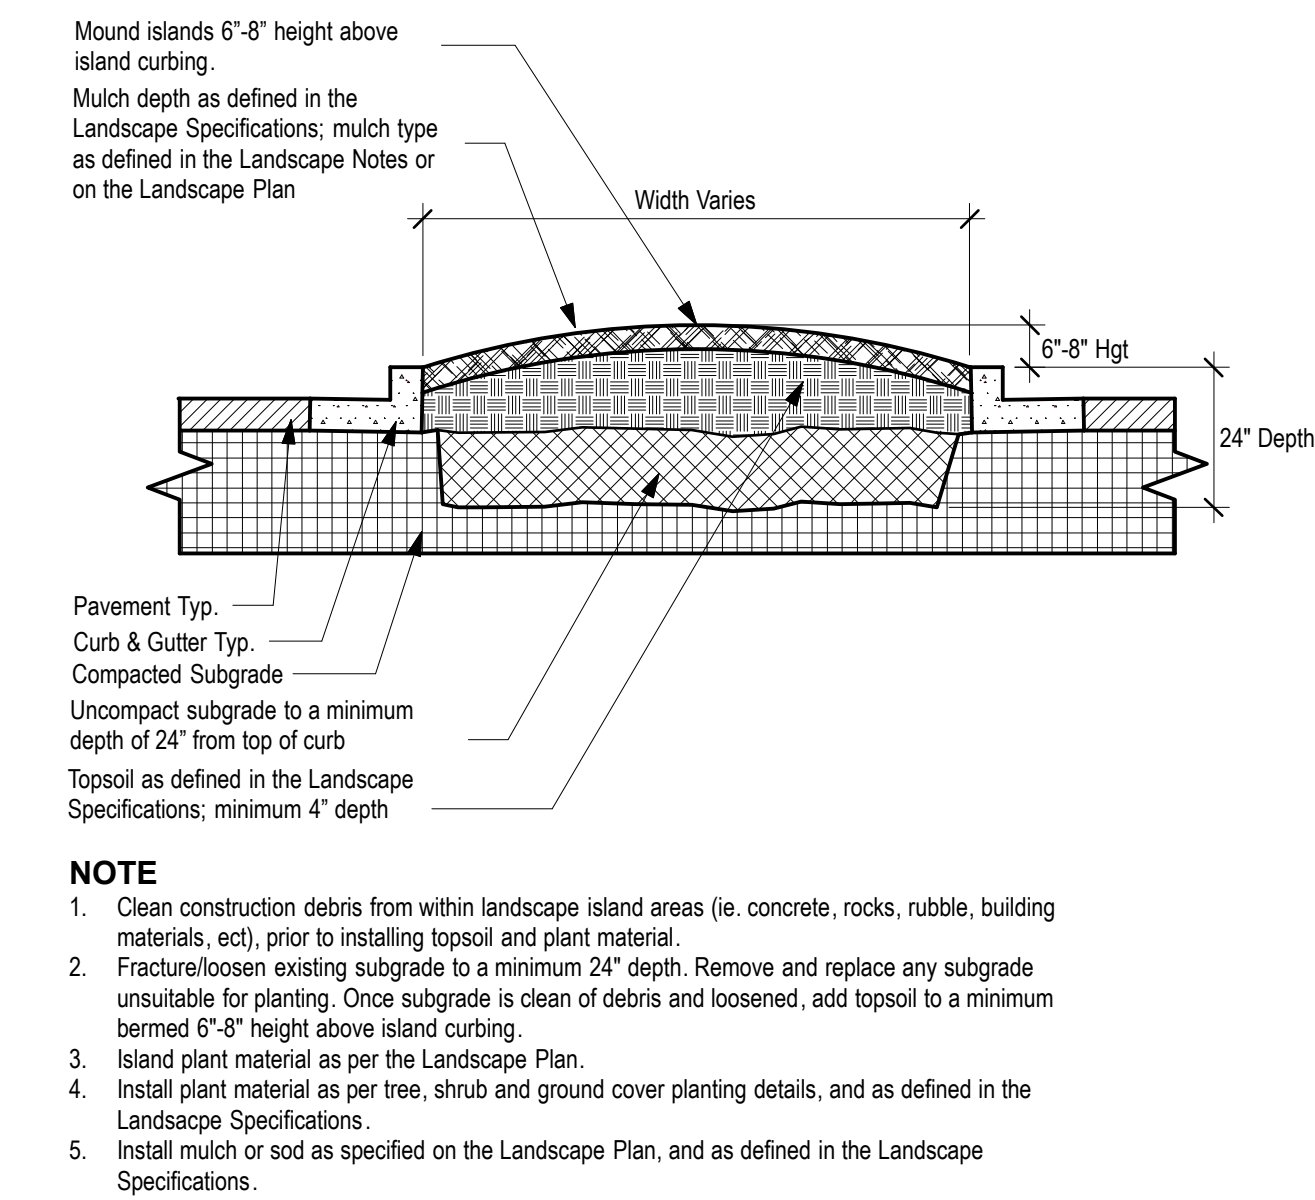 Mound islands 6”-8” height above
island curbing.
Mulch depth as defined in the
Landscape Specifications; mulch type
as defined in the Landscape Notes or
on the Landscape Plan
Width Varies
6"-8" Hgt
24" Depth
Pavement Typ.
Curb & Gutter Typ.
Compacted Subgrade
Uncompact subgrade to a minimum
depth of 24” from top of curb
Topsoil as defined in the Landscape
Specifications; minimum 4” depth
NOTE
1. Clean construction debris from within landscape island areas (ie. concrete, rocks, rubble, building
materials, ect), prior to installing topsoil and plant material.
2. Fracture/loosen existing subgrade to a minimum 24" depth. Remove and replace any subgrade
unsuitable for planting. Once subgrade is clean of debris and loosened, add topsoil to a minimum
bermed 6"-8" height above island curbing.
3. Island plant material as per the Landscape Plan.
4. Install plant material as per tree, shrub and ground cover planting details, and as defined in the
Landsacpe Specifications.
5. Install mulch or sod as specified on the Landscape Plan, and as defined in the Landscape
Specifications.